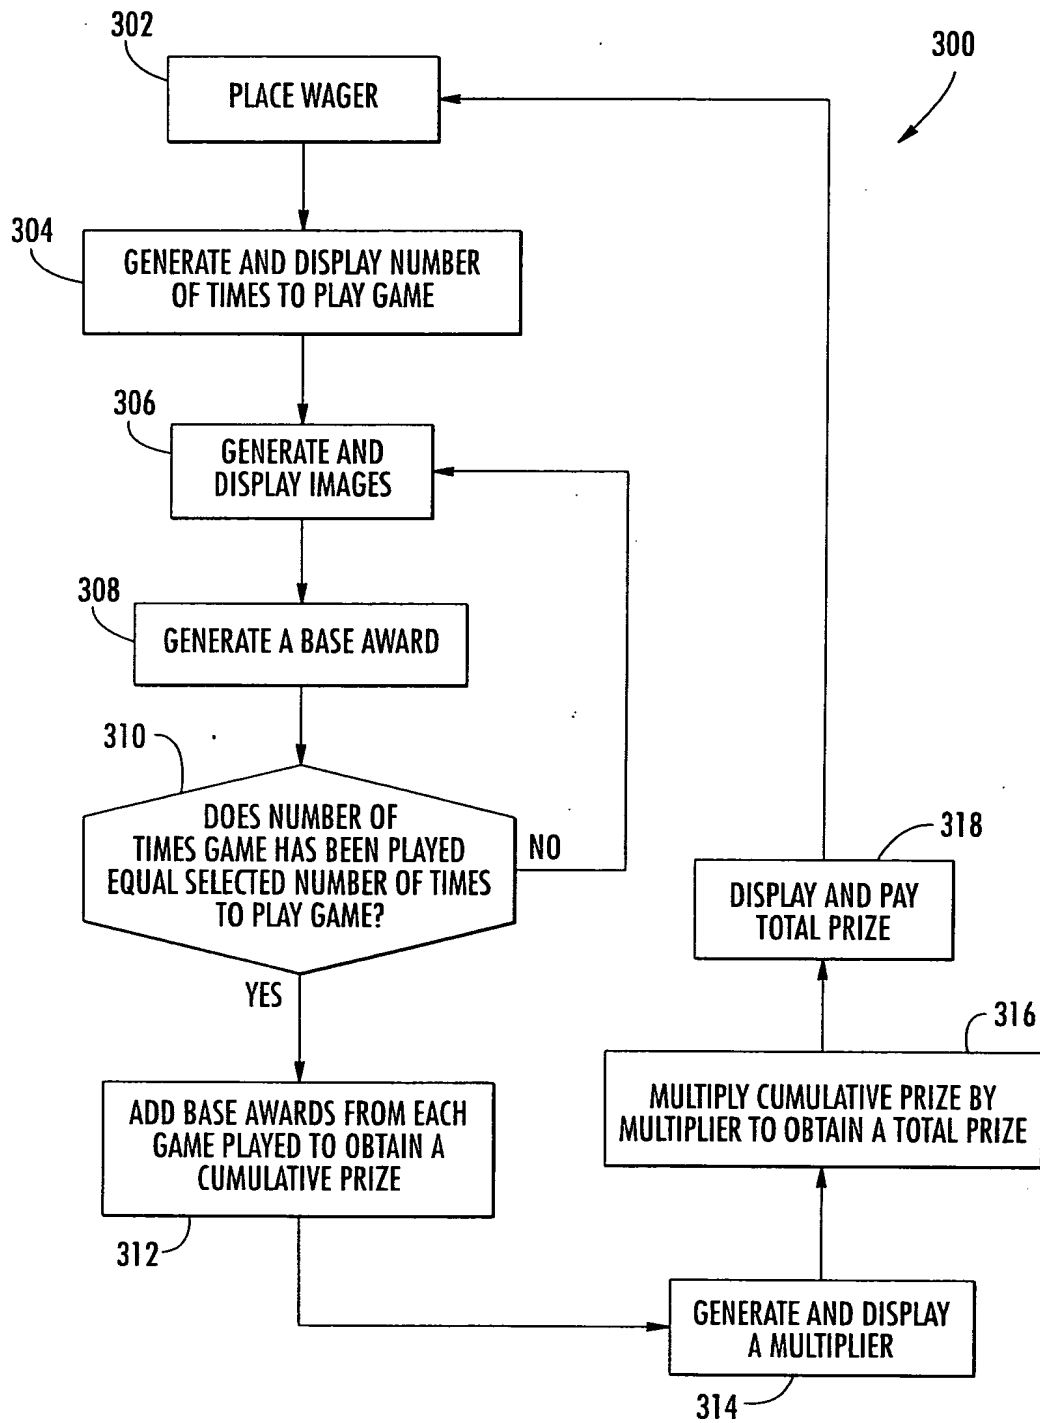 302
300
PLACE WAGER
304
GENERATE AND DISPLAY NUMBER
OF TIMES TO PLAY GAME
306
GENERATE AND
DISPLAY IMAGES
308
GENERATE A BASE AWARD
310
DOES NUMBER OF
TIMES GAME HAS BEEN PLAYED
EQUAL SELECTED NUMBER OF TIMES
TO PLAY GAME?
NO
YES
ADD BASE AWARDS FROM EACH
GAME PLAYED TO OBTAIN A
CUMULATIVE PRIZE
312
GENERATE AND DISPLAY
A MULTIPLIER
314
316
MULTIPLY CUMULATIVE PRIZE BY
MULTIPLIER TO OBTAIN A TOTAL PRIZE
318
DISPLAY AND PAY
TOTAL PRIZE